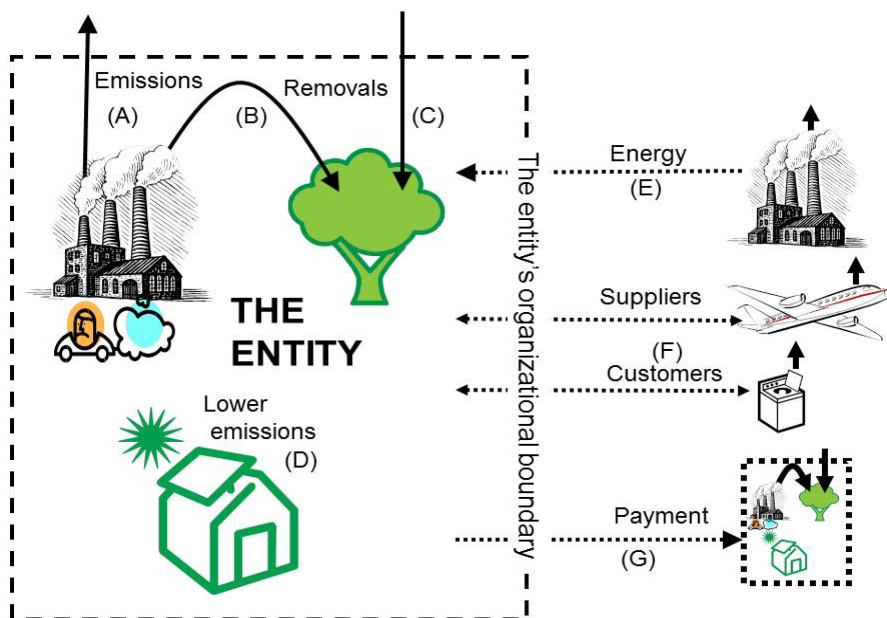 Emissions
(A)
(B)
Removals
(C)
THE
ENTITY
Lower
emissions
(D)
The entity's organizational boundary
Energy
(E)
Suppliers
(F)
Customers
Payment
(G)